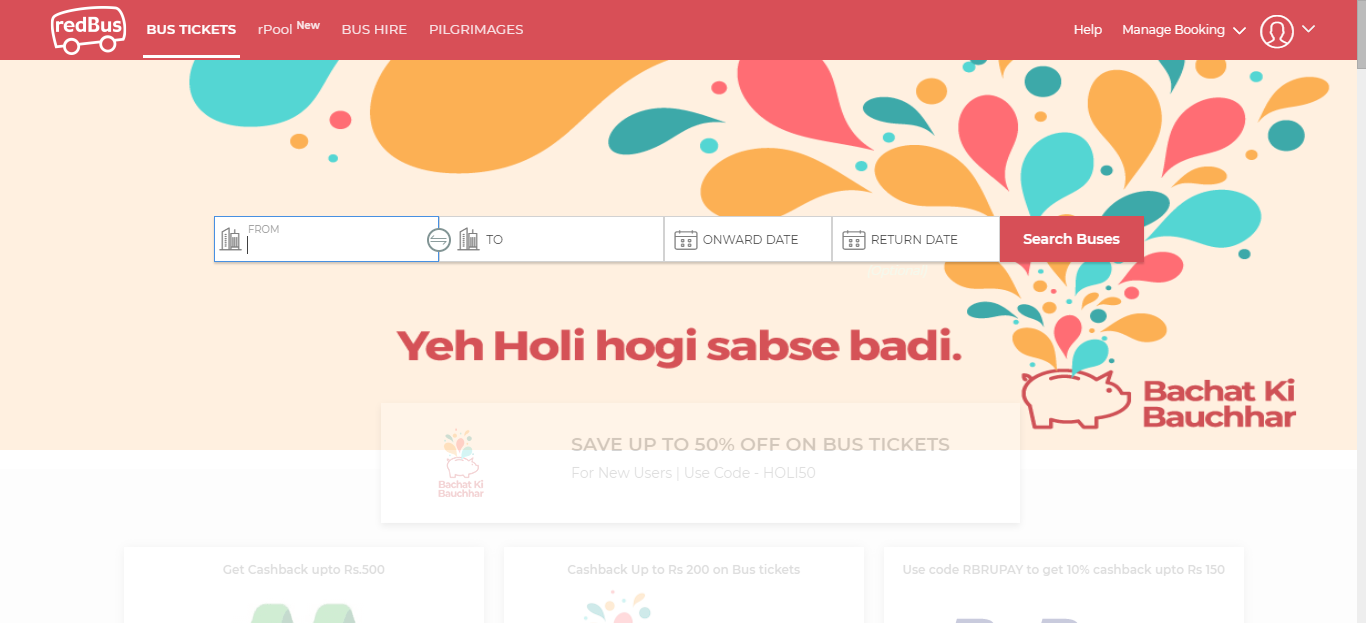 redBus BUS TICKETS rPool New BUS HIRE PILGRIMAGES Help Manage Booking
FROM
TO ONWARD DATE RETURN DATE Search Buses
Yeh Holi hogi sabse badi.
Bachat Ki
Bauchhar
SAVE UP TO 50% OFF ON BUS TICKETS
For New Users | Use Code - HOLI50
Bachat Ki
Bauchhar
Get Cashback upto Rs.500 Cashback Up to Rs 200 on Bus tickets Use code RBRUPAY to get 10% cashback upto Rs 150